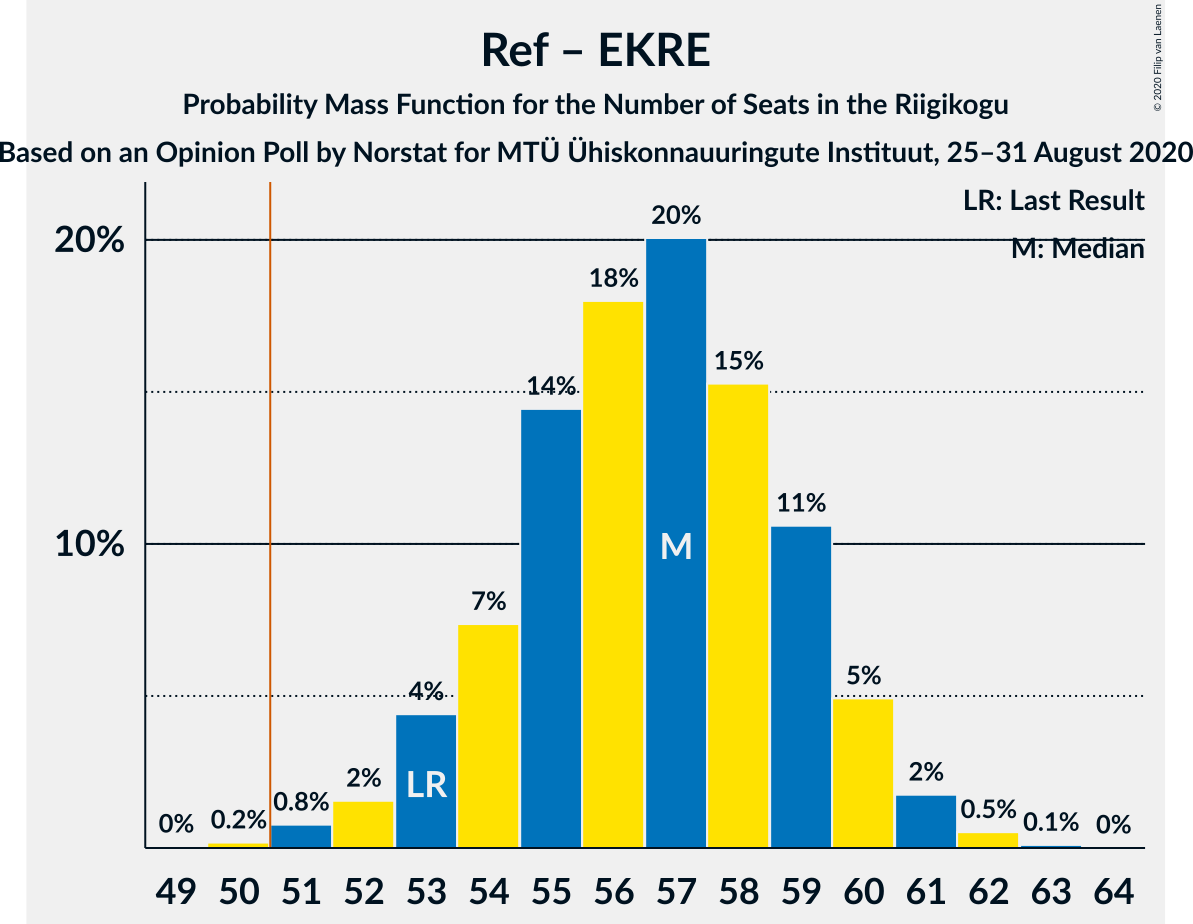 Ref – EKRE
Probability Mass Function for the Number of Seats in the Riigikogu
Based on an Opinion Poll by Norstat for MTÜ Ühiskonnauuringute Instituut, 25–31 August 2020
© 2020 Filip van Laenen
LR: Last Result
M: Median
20%
10%
0%
0.2%
0.8%
2%
4%
7%
14%
18%
20%
15%
11%
5%
2%
0.5%
0.1%
0%
LR
M
49 50 51 52 53 54 55 56 57 58 59 60 61 62 63 64